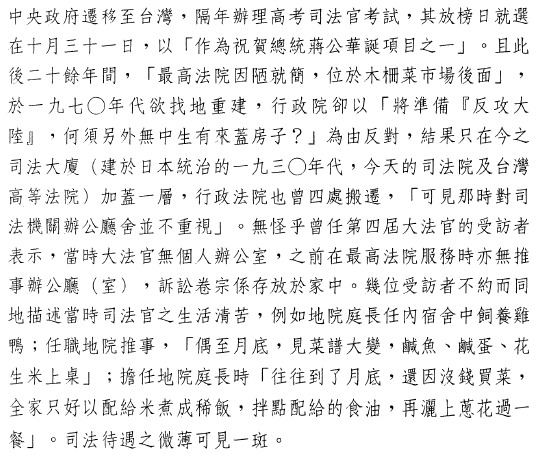 中央政府遷移至台灣，隔年辦理高考司法官考試，其放榜日就選
在十月三十一日，以「作為祝賀總統蔣公華誕項目之一」。且此
後二十餘年間，「最高法院因陋就簡，位於木柵菜市場後面」，
於一九七〇年代欲找地重建，行政院卻以「將準備『反攻大
陸』，何須另外無中生有來蓋房子？」為由反對，結果只在今之
司法大廈（建於日本統治的一九三〇年代，今天的司法院及台灣
高等法院）加蓋一層，行政法院也曾四處搬遷，「可見那時對司
法機關辦公廳舍並不重視」。無怪乎曾任第四屆大法官的受訪者
表示，當時大法官無個人辦公室，之前在最高法院服務時亦無推
事辦公廳（室），訴訟卷宗係存放於家中。幾位受訪者不約而同
地描述當時司法官之生活清苦，例如地院庭長任內宿舍中飼養雞
鴨；任職地院推事，「偶至月底，見菜譜大變，鹹魚、鹹蛋、花
生米上桌」；擔任地院庭長時「往往到了月底，還因沒錢買菜，
全家只好以配給米煮成稀飯，拌點配給的食油，再灑上蔥花過一
餐」。司法待遇之微薄可見一斑。